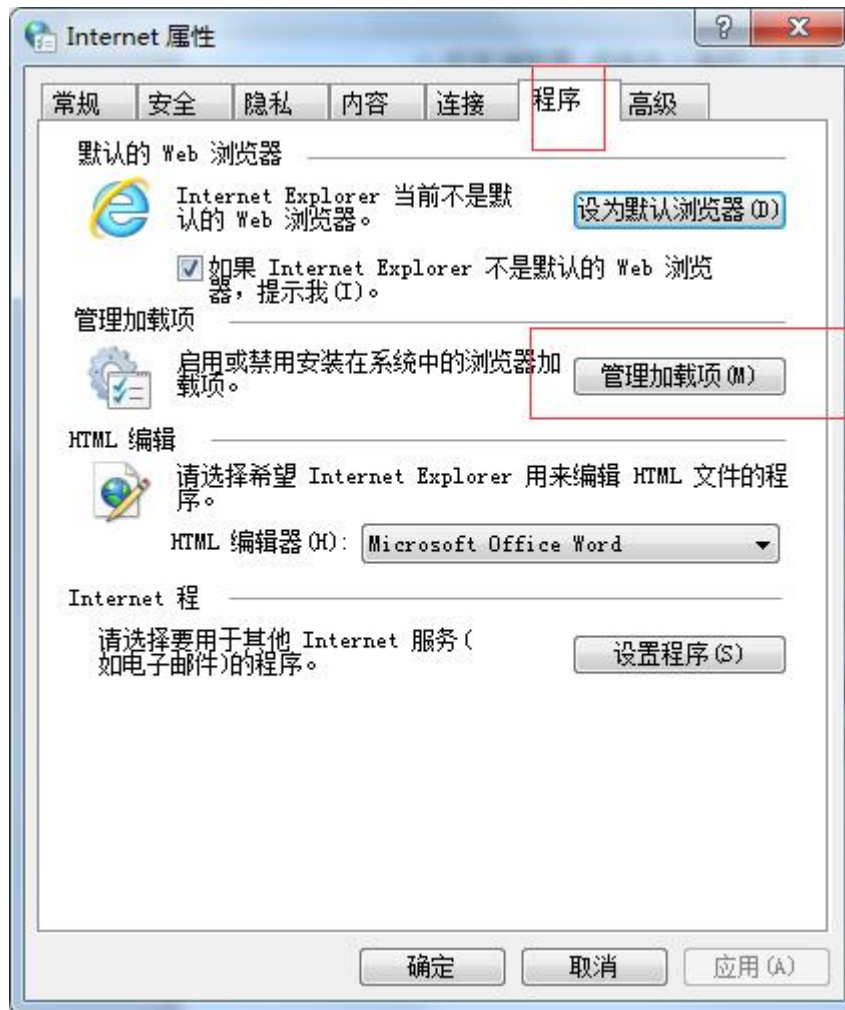 Internet 属性
常规 安全 隐私 内容 连接 程序 高级
默认的 Web 浏览器
Internet Explorer 当前不是默
认的 Web 浏览器。
设为默认浏览器(D)
如果 Internet Explorer 不是默认的 Web 浏览
器，提示我(I)。
管理加载项
启用或禁用安装在系统中的浏览器加
载项。
管理加载项(M)
HTML 编辑
请选择希望 Internet Explorer 用来编辑 HTML 文件的程
序。
HTML 编辑器(H): Microsoft Office Word
Internet 程
请选择要用于其他 Internet 服务(
如电子邮件)的程序。
设置程序(S)
确定 取消 应用(A)